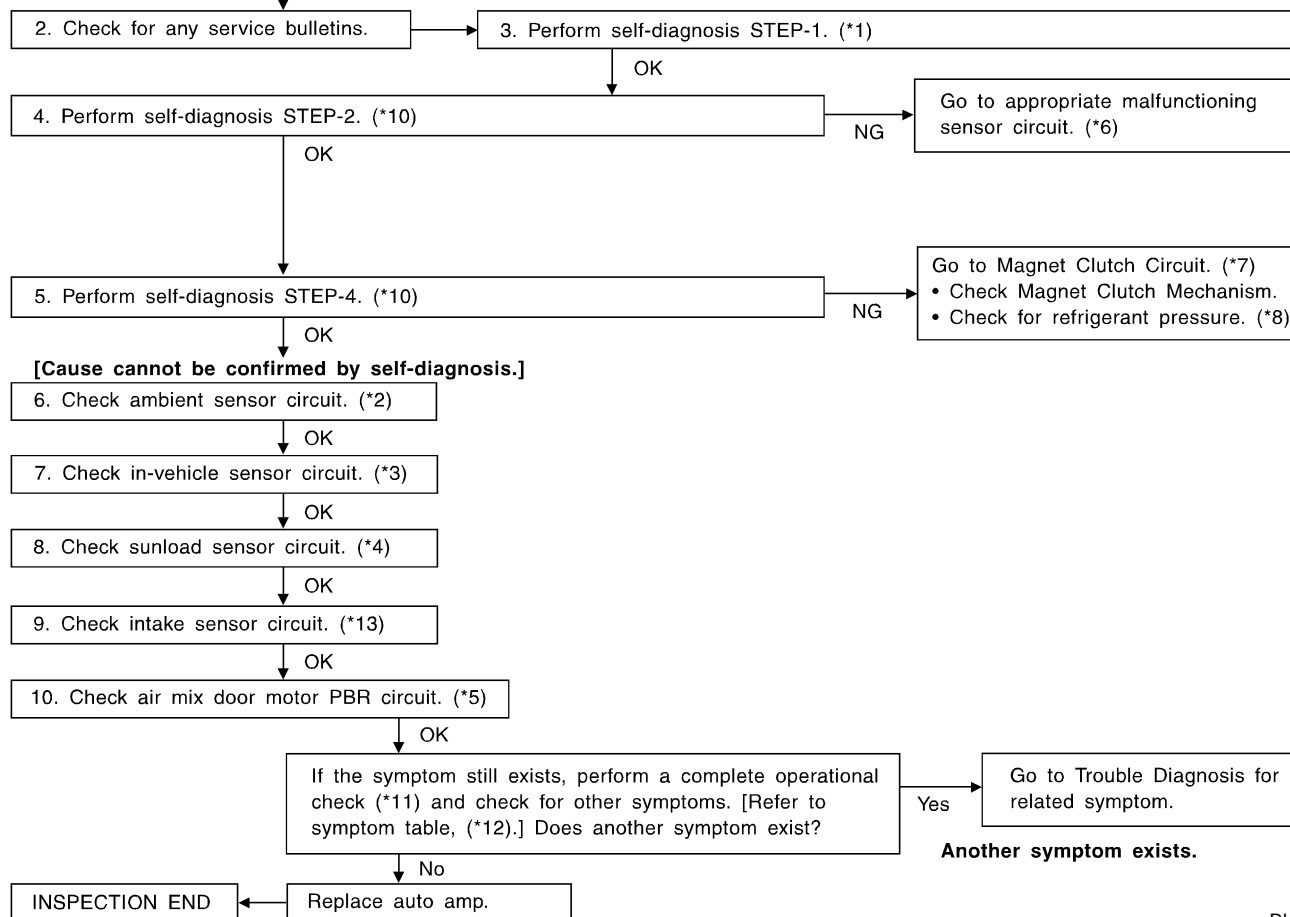 2. Check for any service bulletins.
3. Perform self-diagnosis STEP-1. (*1)
OK
4. Perform self-diagnosis STEP-2. (*10)
NG
Go to appropriate malfunctioning
sensor circuit. (*6)
OK
5. Perform self-diagnosis STEP-4. (*10)
NG
Go to Magnet Clutch Circuit. (*7)
• Check Magnet Clutch Mechanism.
• Check for refrigerant pressure. (*8)
OK
[Cause cannot be confirmed by self-diagnosis.]
6. Check ambient sensor circuit. (*2)
OK
7. Check in-vehicle sensor circuit. (*3)
OK
8. Check sunload sensor circuit. (*4)
OK
9. Check intake sensor circuit. (*13)
OK
10. Check air mix door motor PBR circuit. (*5)
OK
If the symptom still exists, perform a complete operational
check (*11) and check for other symptoms. [Refer to
symptom table, (*12).] Does another symptom exist?
Yes
Go to Trouble Diagnosis for
related symptom.
Another symptom exists.
No
Replace auto amp.
INSPECTION END